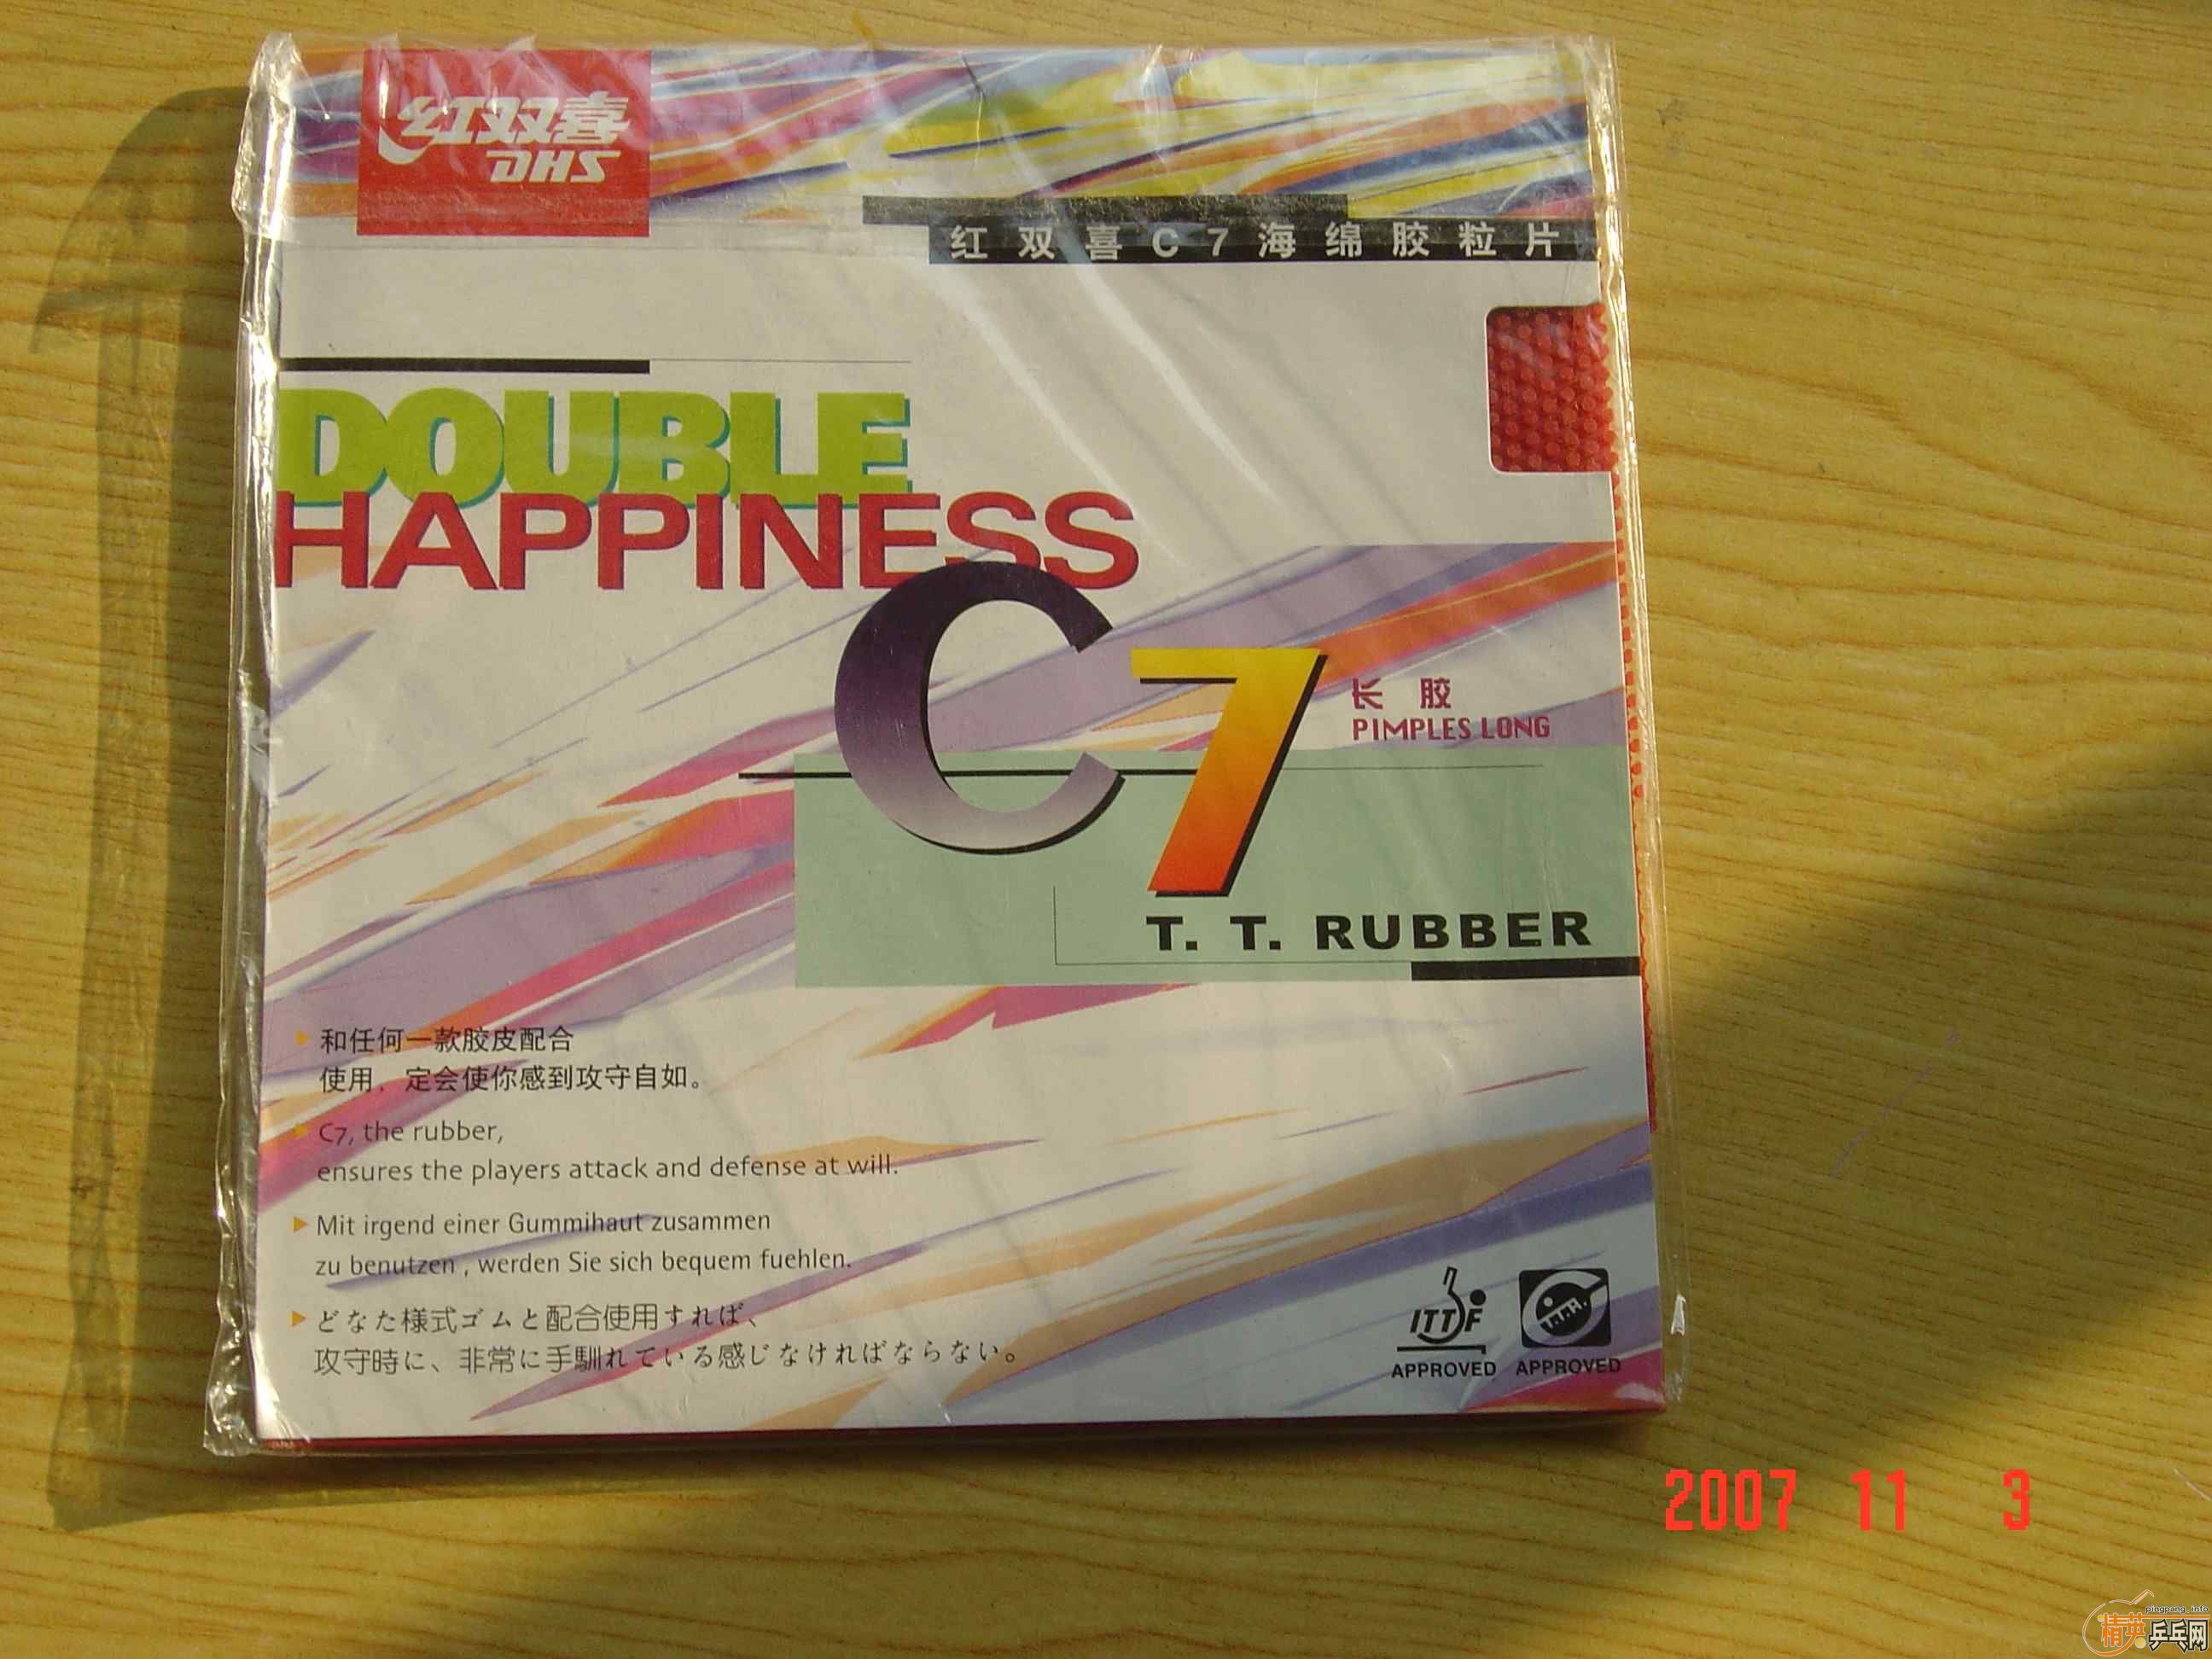 红双喜
DHS
红双喜C7海绵胶粒片
DOUBLE
HAPPINESS
C7
长胶
PIMPLES LONG
T. T. RUBBER
和任何一款胶皮配合
使用，定会使你感到攻守自如。
C7, the rubber,
ensures the players attack and defense at will.
Mit irgend einer Gummihaut zusammen
zu benutzen , werden Sie sich bequem fuehlen.
どなた様式ゴムと配合使用すれば、
攻守時に、非常に手馴れている感じなければならない。
ITTF
APPROVED APPROVED
2007 11 3
pingpang.info
精英乒乓网